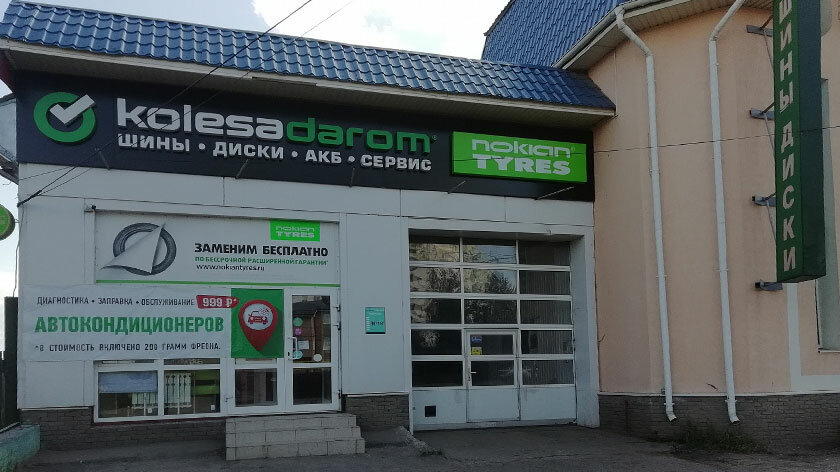 kolesadarom®
ШИНЫ • ДИСКИ • АКБ • СЕРВИС
nokian®
TYRES
ШИНЫ ДИСКИ
nokian
TYRES
ЗАМЕНИМ БЕСПЛАТНО
ПО БЕССРОЧНОЙ РАСШИРЕННОЙ ГАРАНТИИ*
www.nokiantyres.ru
ДИАГНОСТИКА • ЗАПРАВКА • ОБСЛУЖИВАНИЕ 999 ₽*
АВТОКОНДИЦИОНЕРОВ
*В СТОИМОСТЬ ВКЛЮЧЕНО 200 ГРАММ ФРЕОНА.